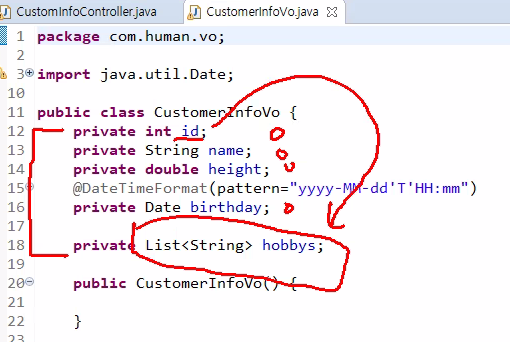 CustomInfoController.java CustomerInfoVo.java
1 package com.human.vo;
2
3 import java.util.Date;
10
11 public class CustomerInfoVo {
12 private int id;
13 private String name;
14 private double height;
15 @DateTimeFormat(pattern="yyyy-MM-dd'T'HH:mm")
16 private Date birthday;
17
18 private List<String> hobbys;
19
20 public CustomerInfoVo() {
21
22 }
23